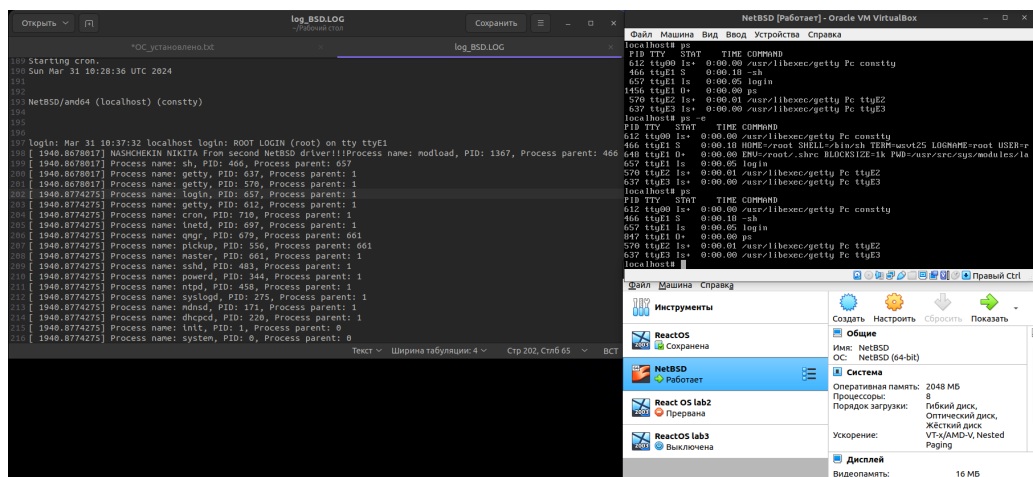 Открыть
log_BSD.LOG
~/Рабочий стол
Сохранить
*ОС_установлено.txt
log_BSD.LOG
189 Starting cron.
190 Sun Mar 31 10:28:36 UTC 2024
191
192
193 NetBSD/amd64 (localhost) (constty)
194
195
196
197 login: Mar 31 10:37:32 localhost login: ROOT LOGIN (root) on tty ttyE1
198 [ 1940.8678017] NASHCHEKIN NIKITA From second NetBSD driver!!!Process name: modload, PID: 1367, Process parent: 466
199 [ 1940.8678017] Process name: sh, PID: 466, Process parent: 657
200 [ 1940.8678017] Process name: getty, PID: 637, Process parent: 1
201 [ 1940.8678017] Process name: getty, PID: 570, Process parent: 1
202 [ 1940.8774275] Process name: login, PID: 657, Process parent: 1
203 [ 1940.8774275] Process name: getty, PID: 612, Process parent: 1
204 [ 1940.8774275] Process name: cron, PID: 710, Process parent: 1
205 [ 1940.8774275] Process name: inetd, PID: 697, Process parent: 1
206 [ 1940.8774275] Process name: qmgr, PID: 679, Process parent: 661
207 [ 1940.8774275] Process name: pickup, PID: 556, Process parent: 661
208 [ 1940.8774275] Process name: master, PID: 661, Process parent: 1
209 [ 1940.8774275] Process name: sshd, PID: 483, Process parent: 1
210 [ 1940.8774275] Process name: powerd, PID: 344, Process parent: 1
211 [ 1940.8774275] Process name: ntpd, PID: 458, Process parent: 1
212 [ 1940.8774275] Process name: syslogd, PID: 275, Process parent: 1
213 [ 1940.8774275] Process name: mdnsd, PID: 171, Process parent: 1
214 [ 1940.8774275] Process name: dhcpcd, PID: 220, Process parent: 1
215 [ 1940.8774275] Process name: init, PID: 1, Process parent: 0
216 [ 1940.8774275] Process name: system, PID: 0, Process parent: 0
Текст Ширина табуляции: 4 Стр 202, Стлб 65 ВСТ
NetBSD [Работает] - Oracle VM VirtualBox
Файл Машина Вид Ввод Устройства Справка
localhost# ps
PID TTY STAT TIME COMMAND
612 tty00 Is+ 0:00.00 /usr/libexec/getty Pc constty
466 ttyE1 S 0:00.18 -sh
657 ttyE1 Is 0:00.05 login
1456 ttyE1 O+ 0:00.00 ps
570 ttyE2 Is+ 0:00.01 /usr/libexec/getty Pc ttyE2
637 ttyE3 Is+ 0:00.00 /usr/libexec/getty Pc ttyE3
localhost# ps -e
PID TTY STAT TIME COMMAND
612 tty00 Is+ 0:00.00 /usr/libexec/getty Pc constty
466 ttyE1 S 0:00.18 HOME=/root SHELL=/bin/sh TERM=wsvt25 LOGNAME=root USER=r
648 ttyE1 O+ 0:00.00 ENV=/root/.shrc BLOCKSIZE=1k PWD=/usr/src/sys/modules/la
657 ttyE1 Is 0:00.05 login
570 ttyE2 Is+ 0:00.01 /usr/libexec/getty Pc ttyE2
637 ttyE3 Is+ 0:00.00 /usr/libexec/getty Pc ttyE3
localhost# ps
PID TTY STAT TIME COMMAND
612 tty00 Is+ 0:00.00 /usr/libexec/getty Pc constty
466 ttyE1 S 0:00.18 -sh
657 ttyE1 Is 0:00.05 login
847 ttyE1 O+ 0:00.00 ps
570 ttyE2 Is+ 0:00.01 /usr/libexec/getty Pc ttyE2
637 ttyE3 Is+ 0:00.00 /usr/libexec/getty Pc ttyE3
localhost#
Правый Ctrl
Файл Машина Справка
Инструменты
Создать Настроить Сбросить Показать
ReactOS
Сохранена
NetBSD
Работает
React OS lab2
Прервана
ReactOS lab3
Выключена
Общие
Имя: NetBSD
ОС: NetBSD (64-bit)
Система
Оперативная память: 2048 МБ
Процессоры: 8
Порядок загрузки: Гибкий диск,
Оптический диск,
Жёсткий диск
Ускорение: VT-x/AMD-V, Nested
Paging
Дисплей
Видеопамять: 16 МБ